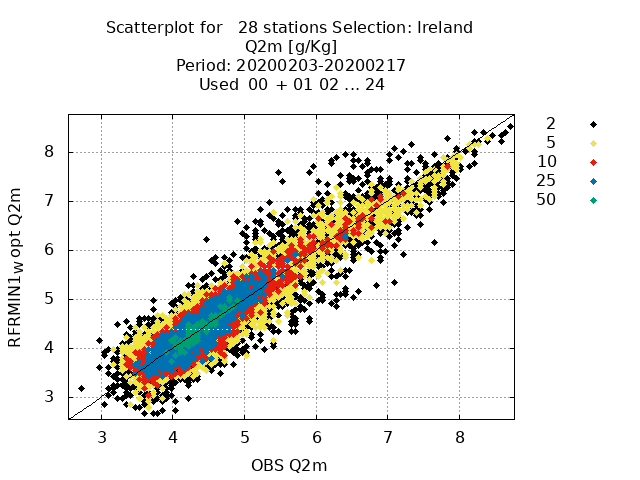 Scatterplot for 28 stations Selection: Ireland
Q2m [g/Kg]
Period: 20200203-20200217
Used 00 + 01 02 ... 24
2
5
10
25
50
8
7
6
5
4
3
RFRMIN1_W opt Q2m
3 4 5 6 7 8
OBS Q2m